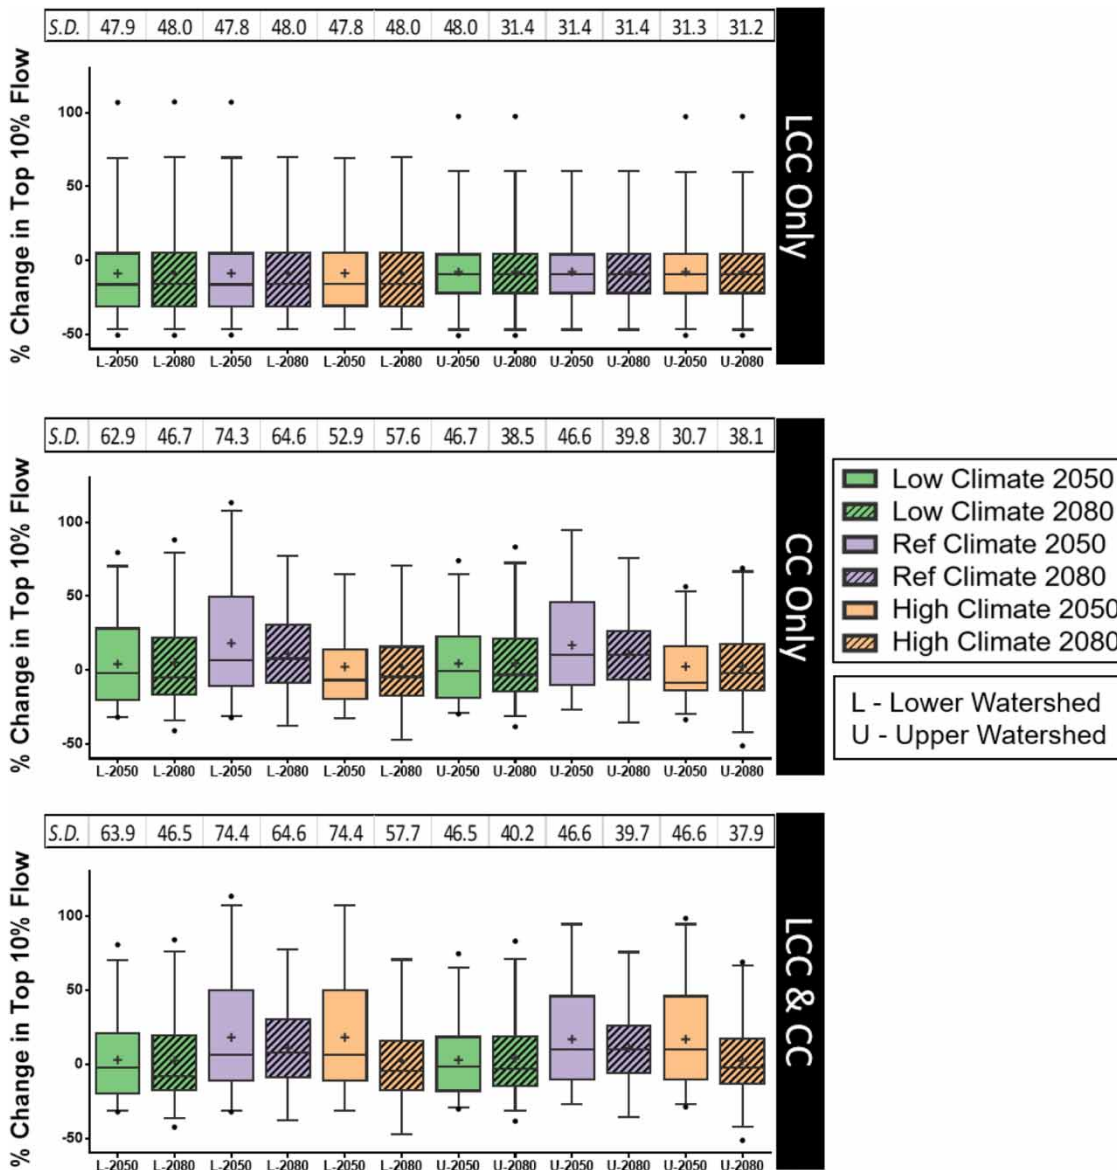 S.D. 47.9 48.0 47.8 48.0 47.8 48.0 48.0 31.4 31.4 31.4 31.3 31.2
% Change in Top 10% Flow
100
50
0
-50
L-2050 L-2080 L-2050 L-2080 L-2050 L-2080 U-2050 U-2080 U-2050 U-2080 U-2050 U-2080
LCC Only
S.D. 62.9 46.7 74.3 64.6 52.9 57.6 46.7 38.5 46.6 39.8 30.7 38.1
% Change in Top 10% Flow
100
50
0
-50
L-2050 L-2080 L-2050 L-2080 L-2050 L-2080 U-2050 U-2080 U-2050 U-2080 U-2050 U-2080
CC Only
Low Climate 2050
Low Climate 2080
Ref Climate 2050
Ref Climate 2080
High Climate 2050
High Climate 2080
L - Lower Watershed
U - Upper Watershed
S.D. 63.9 46.5 74.4 64.6 74.4 57.7 46.5 40.2 46.6 39.7 46.6 37.9
% Change in Top 10% Flow
100
50
0
-50
L-2050 L-2080 L-2050 L-2080 L-2050 L-2080 U-2050 U-2080 U-2050 U-2080 U-2050 U-2080
LCC & CC